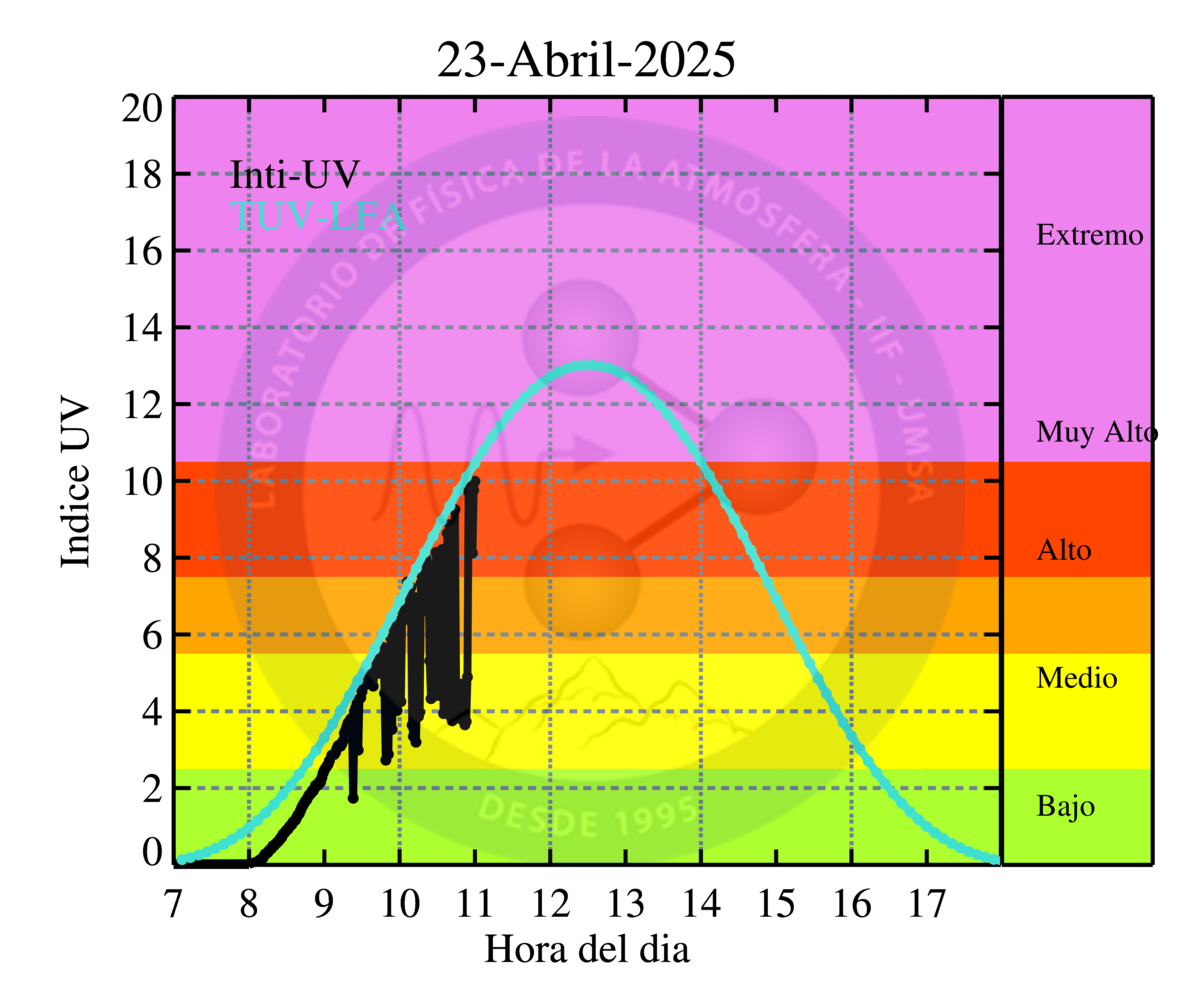 23-Abril-2025
20
18
16
14
12
10
8
6
4
2
0
Indice UV
Inti-UV
TUV-LFA
LABORATORIO DE FÍSICA DE LA ATMÓSFERA - IIF - UMSA
DESDE 1995
Extremo
Muy Alto
Alto
Medio
Bajo
7 8 9 10 11 12 13 14 15 16 17
Hora del dia